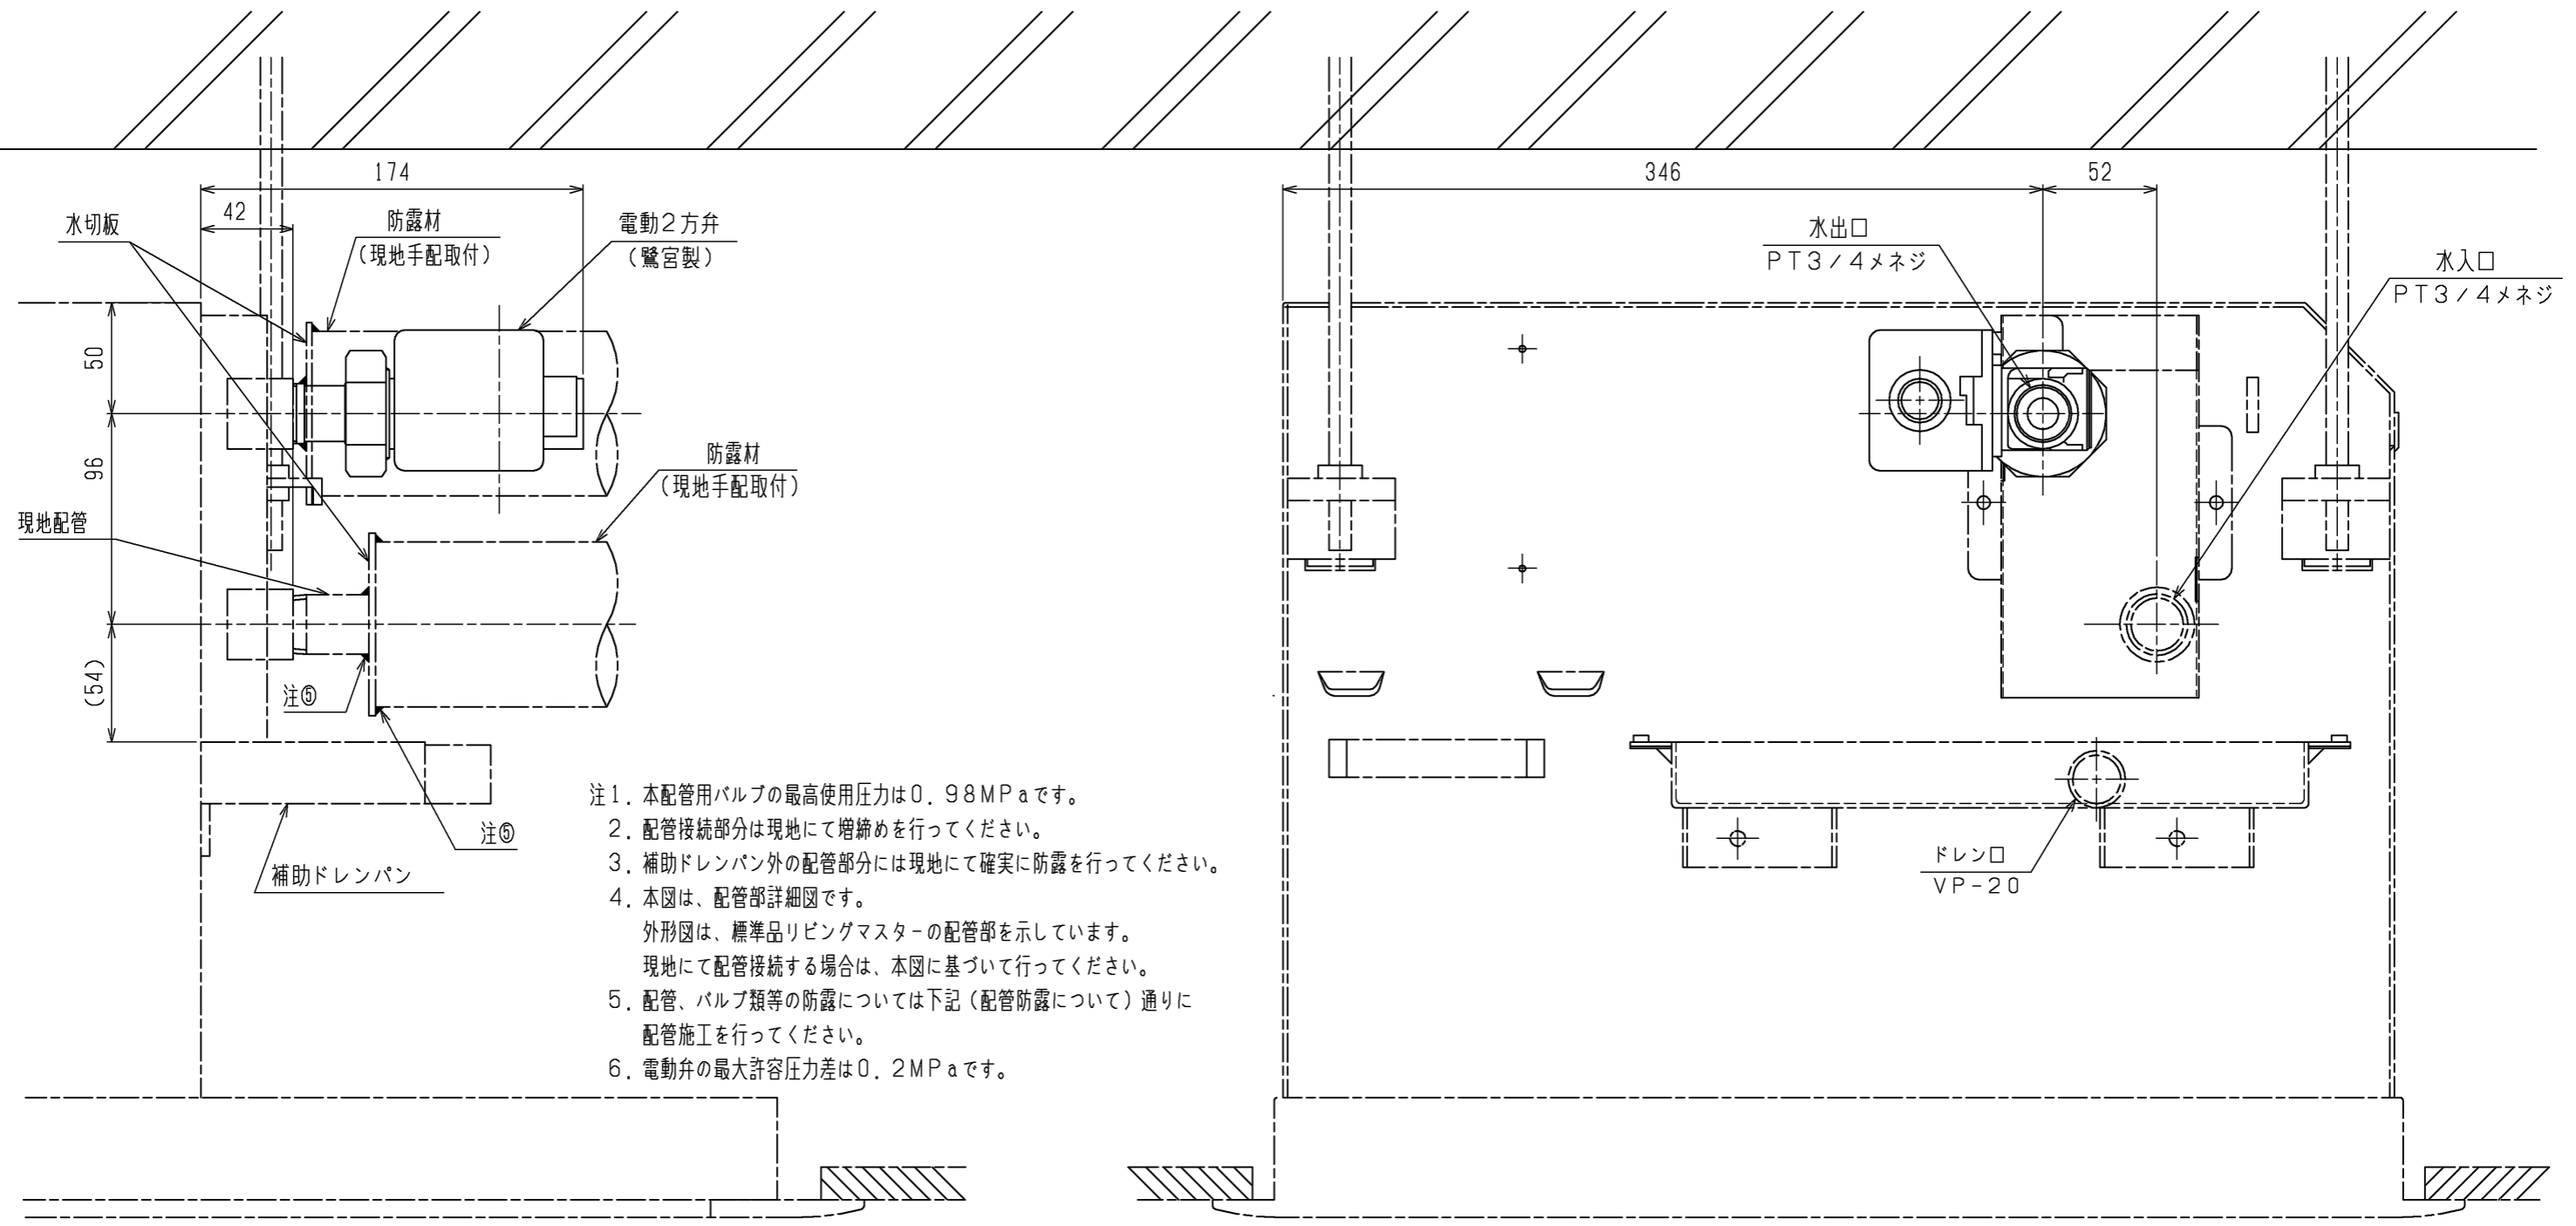 174
346
52
42
水切板
防露材
(現地手配取付)
電動2方弁
(鷺宮製)
水出口
PT3/4メネジ
水入口
PT3/4メネジ
50
96
防露材
(現地手配取付)
現地配管
(54)
注⑤
注⑤
補助ドレンパン
ドレン口
VP-20
注1. 本配管用バルブの最高使用圧力は0.98MPaです。
2. 配管接続部分は現地にて増締めを行ってください。
3. 補助ドレンパン外の配管部分には現地にて確実に防露を行ってください。
4. 本図は、配管部詳細図です。
外形図は、標準品リビングマスターの配管部を示しています。
現地にて配管接続する場合は、本図に基づいて行ってください。
5. 配管、バルブ類等の防露については下記(配管防露について)通りに
配管施工を行ってください。
6. 電動弁の最大許容圧力差は0.2MPaです。